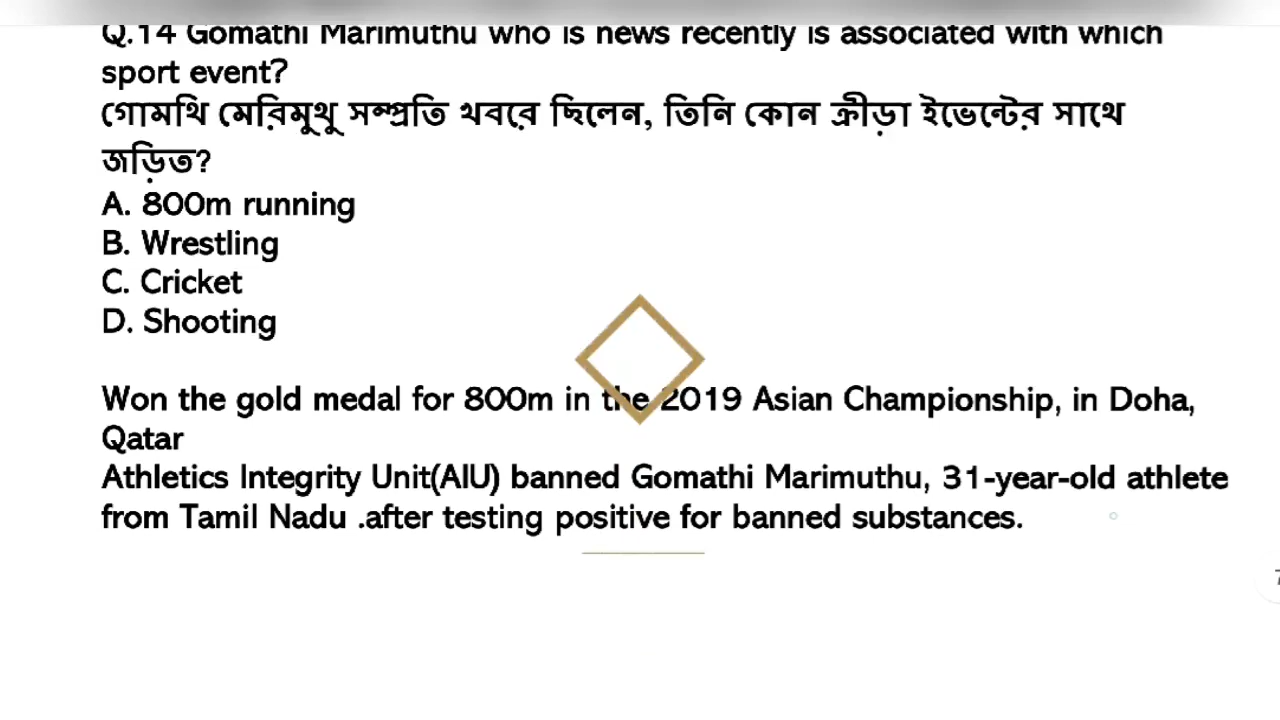 Q.14 Gomathi Marimuthu who is news recently is associated with which
sport event?
গোমথি মেরিমুথু সম্প্রতি খবরে ছিলেন, তিনি কোন ক্রীড়া ইভেন্টের সাথে
জড়িত?
A. 800m running
B. Wrestling
C. Cricket
D. Shooting
Won the gold medal for 800m in the 2019 Asian Championship, in Doha,
Qatar
Athletics Integrity Unit(AIU) banned Gomathi Marimuthu, 31-year-old athlete
from Tamil Nadu .after testing positive for banned substances.